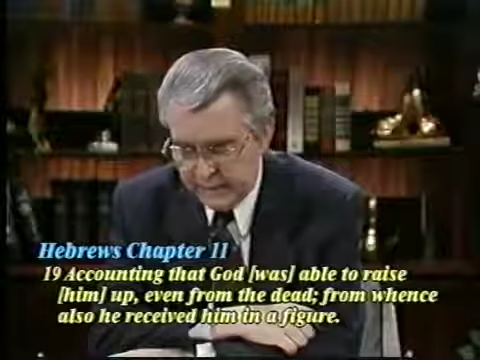 Hebrews Chapter 11
19 Accounting that God [was] able to raise
[him] up, even from the dead; from whence
also he received him in a figure.